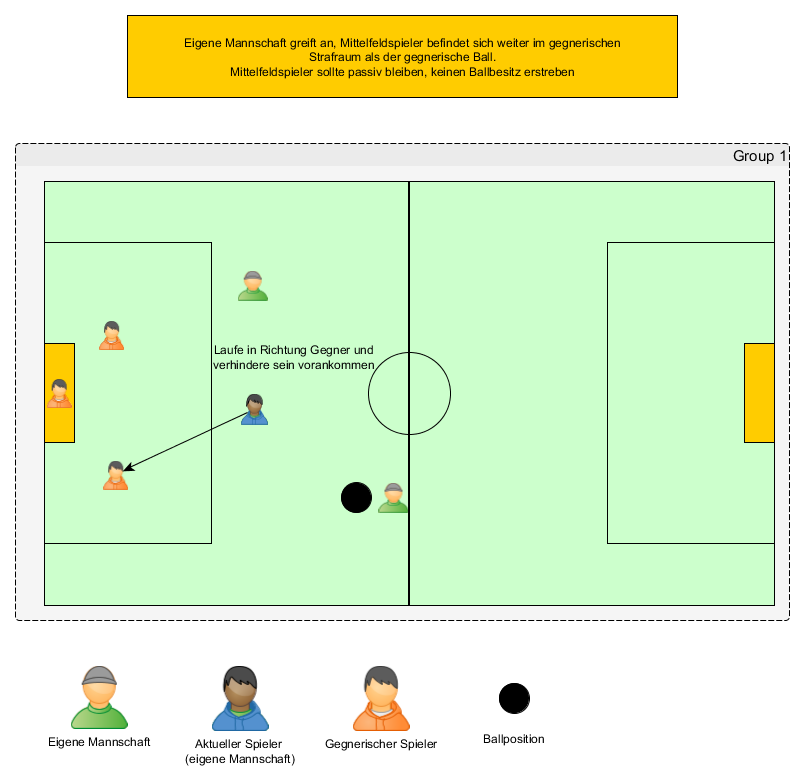 Eigene Mannschaft greift an, Mittelfeldspieler befindet sich weiter im gegnerischen
Strafraum als der gegnerische Ball.
Mittelfeldspieler sollte passiv bleiben, keinen Ballbesitz erstreben
Group 1
Laufe in Richtung Gegner und
verhindere sein vorankommen
Eigene Mannschaft
Aktueller Spieler
(eigene Mannschaft)
Gegnerischer Spieler
Ballposition